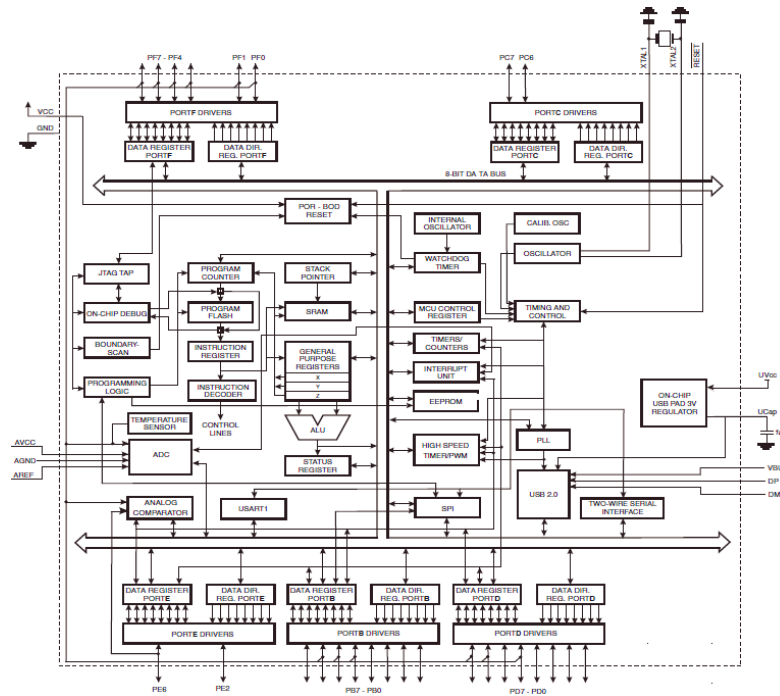 XTAL1
XTAL2
RESET
PF7 - PF4
PF1
PF0
PC7
PC6
VCC
GND
PORTF DRIVERS
PORTC DRIVERS
DATA REGISTER
PORTF
DATA DIR.
REG. PORTF
DATA REGISTER
PORTC
DATA DIR.
REG. PORTC
8-BIT DA TA BUS
POR - BOD
RESET
INTERNAL
OSCILLATOR
CALIB. OSC
WATCHDOG
TIMER
OSCILLATOR
JTAG TAP
PROGRAM
COUNTER
STACK
POINTER
ON-CHIP DEBUG
PROGRAM
FLASH
SRAM
MCU CONTROL
REGISTER
TIMING AND
CONTROL
BOUNDARY-
SCAN
INSTRUCTION
REGISTER
GENERAL
PURPOSE
REGISTERS
TIMERS/
COUNTERS
INTERRUPT
UNIT
PROGRAMMING
LOGIC
INSTRUCTION
DECODER
X
Y
Z
EEPROM
ON-CHIP
USB PAD 3V
REGULATOR
UVcc
UCap
TEMPERATURE
SENSOR
CONTROL
LINES
ALU
PLL
HIGH SPEED
TIMER/PWM
AVCC
AGND
AREF
ADC
STATUS
REGISTER
USB 2.0
VBU
DP
DM
ANALOG
COMPARATOR
USART1
SPI
TWO-WIRE SERIAL
INTERFACE
DATA REGISTER
PORTE
DATA DIR.
REG. PORTE
DATA REGISTER
PORTB
DATA DIR.
REG. PORTB
DATA REGISTER
PORTD
DATA DIR.
REG. PORTD
PORTE DRIVERS
PORTB DRIVERS
PORTD DRIVERS
PE6
PE2
PB7 - PB0
PD7 - PD0